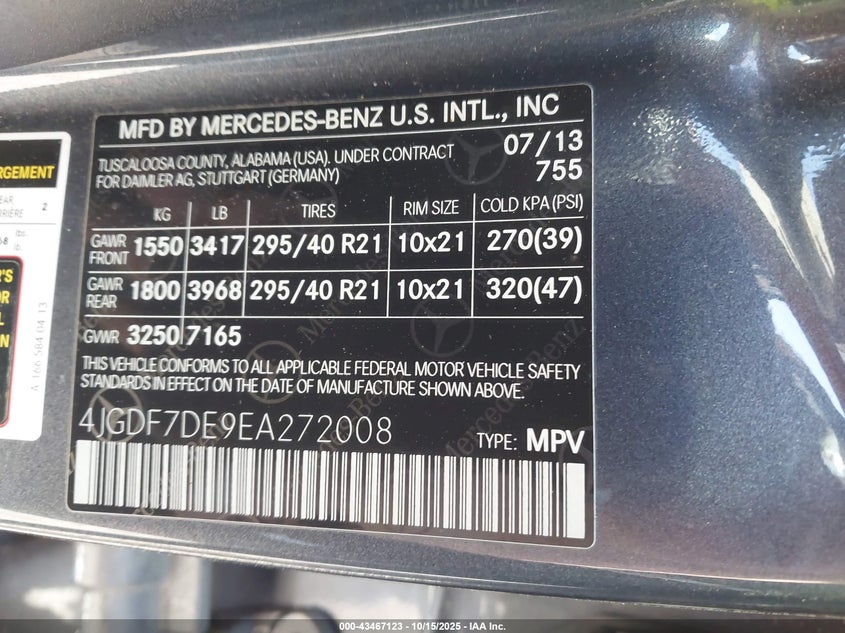 MFD BY MERCEDES-BENZ U.S. INTL., INC
TUSCALOOSA COUNTY, ALABAMA (USA). UNDER CONTRACT
FOR DAIMLER AG, STUTTGART (GERMANY)
07/13
755
KG LB TIRES RIM SIZE COLD KPA (PSI)
GAWR FRONT 1550 3417 295/40 R21 10x21 270(39)
GAWR REAR 1800 3968 295/40 R21 10x21 320(47)
GVWR 3250 7165
THIS VEHICLE CONFORMS TO ALL APPLICABLE FEDERAL MOTOR VEHICLE SAFETY
STANDARDS IN EFFECT ON THE DATE OF MANUFACTURE SHOWN ABOVE.
4JGDF7DE9EA272008
TYPE: MPV
A 166 584 04 13
000-43467123 - 10/15/2025 - IAA Inc.